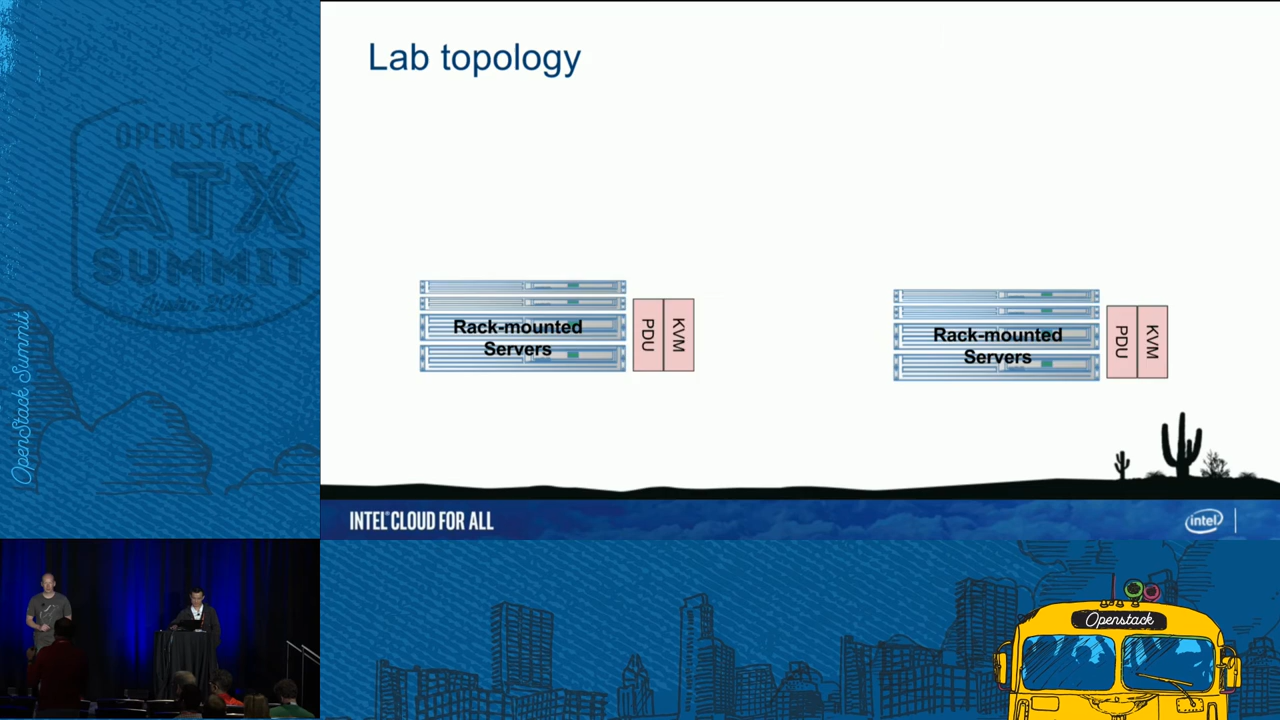 Lab topology
Rack-mounted
Servers
PDU
KVM
Rack-mounted
Servers
PDU
KVM
INTEL® CLOUD FOR ALL
intel
OPENSTACK
ATX
SUMMIT
OpenStack Summit
Openstack